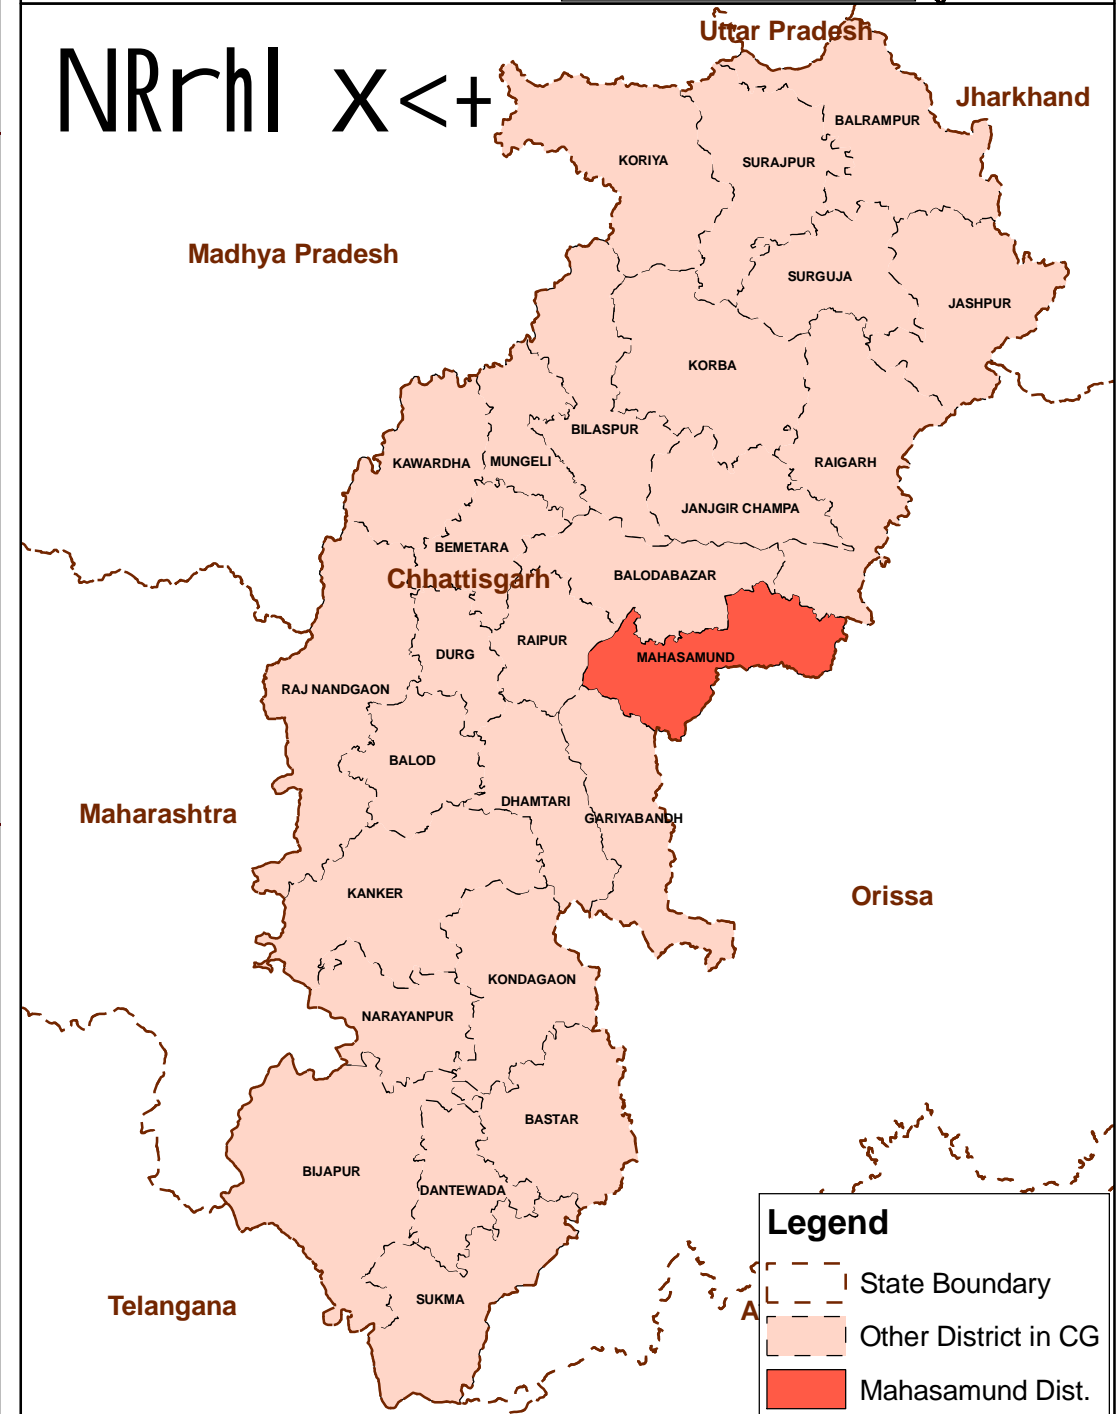 Uttar Pradesh
NRrhl x<+
Jharkhand
BALRAMPUR
KORIYA
SURAJPUR
Madhya Pradesh
SURGUJA
JASHPUR
KORBA
BILASPUR
KAWARDHA
MUNGELI
RAIGARH
JANJGIR CHAMPA
BEMETARA
Chhattisgarh
BALODABAZAR
RAIPUR
DURG
MAHASAMUND
RAJ NANDGAON
BALOD
DHAMTARI
Maharashtra
GARIYABANDH
KANKER
Orissa
KONDAGAON
NARAYANPUR
BASTAR
BIJAPUR
DANTEWADA
Legend
State Boundary
SUKMA
Telangana
A
Other District in CG
Mahasamund Dist.